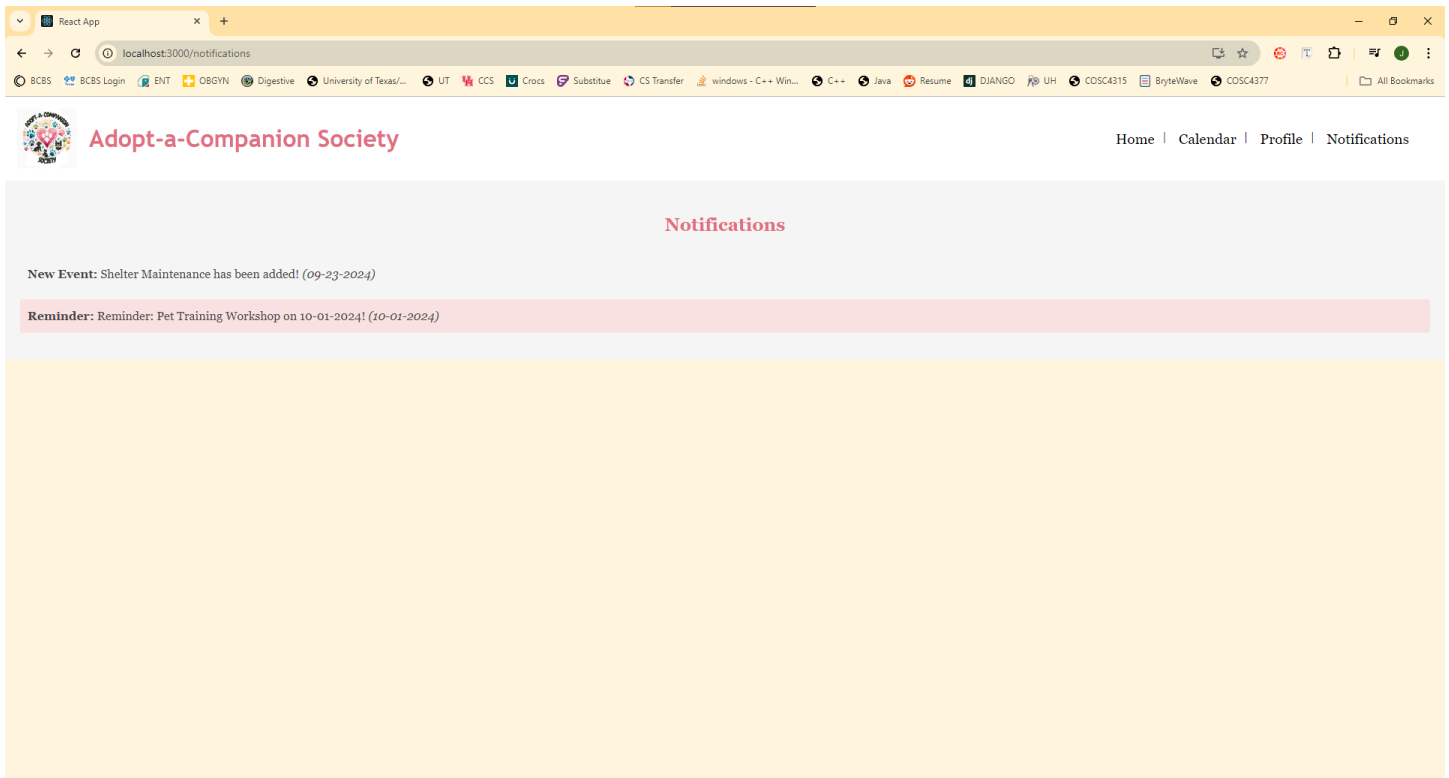 React App
localhost:3000/notifications
BCBS BCBS Login ENT OBGYN Digestive University of Texas/... UT CCS Crocs Substitue CS Transfer windows - C++ Win... C++ Java Resume DJANGO UH COSC4315 BryteWave COSC4377 All Bookmarks
ADOPT-A-COMPANION
SOCIETY
Adopt-a-Companion Society
Home | Calendar | Profile | Notifications
Notifications
New Event: Shelter Maintenance has been added! (09-23-2024)
Reminder: Reminder: Pet Training Workshop on 10-01-2024! (10-01-2024)